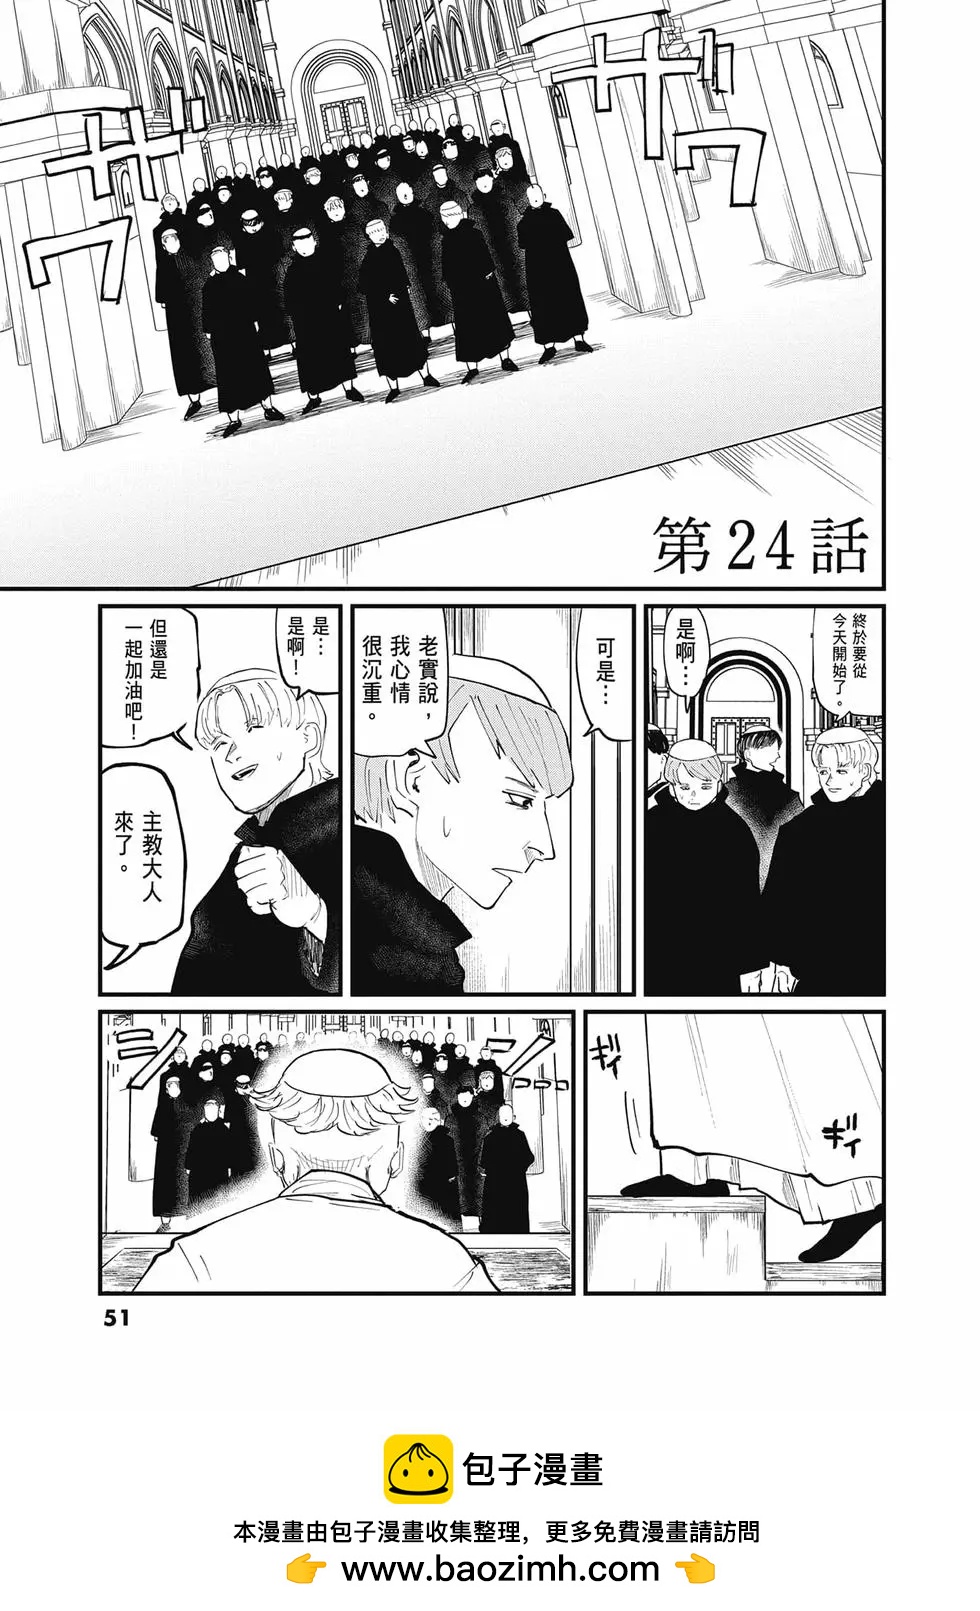 ザワ
ザワ
第24話
終於要從
今天開始了。
是啊…
可是…
老實說，
我心情
很沉重。
是…
是啊！
但還是
一起加油吧！
主教大人
來了。
ギィ
ギィ
シーン
51
包子漫畫
本漫畫由包子漫畫收集整理，更多免費漫畫請訪問
👉 www.baozimh.com 👈